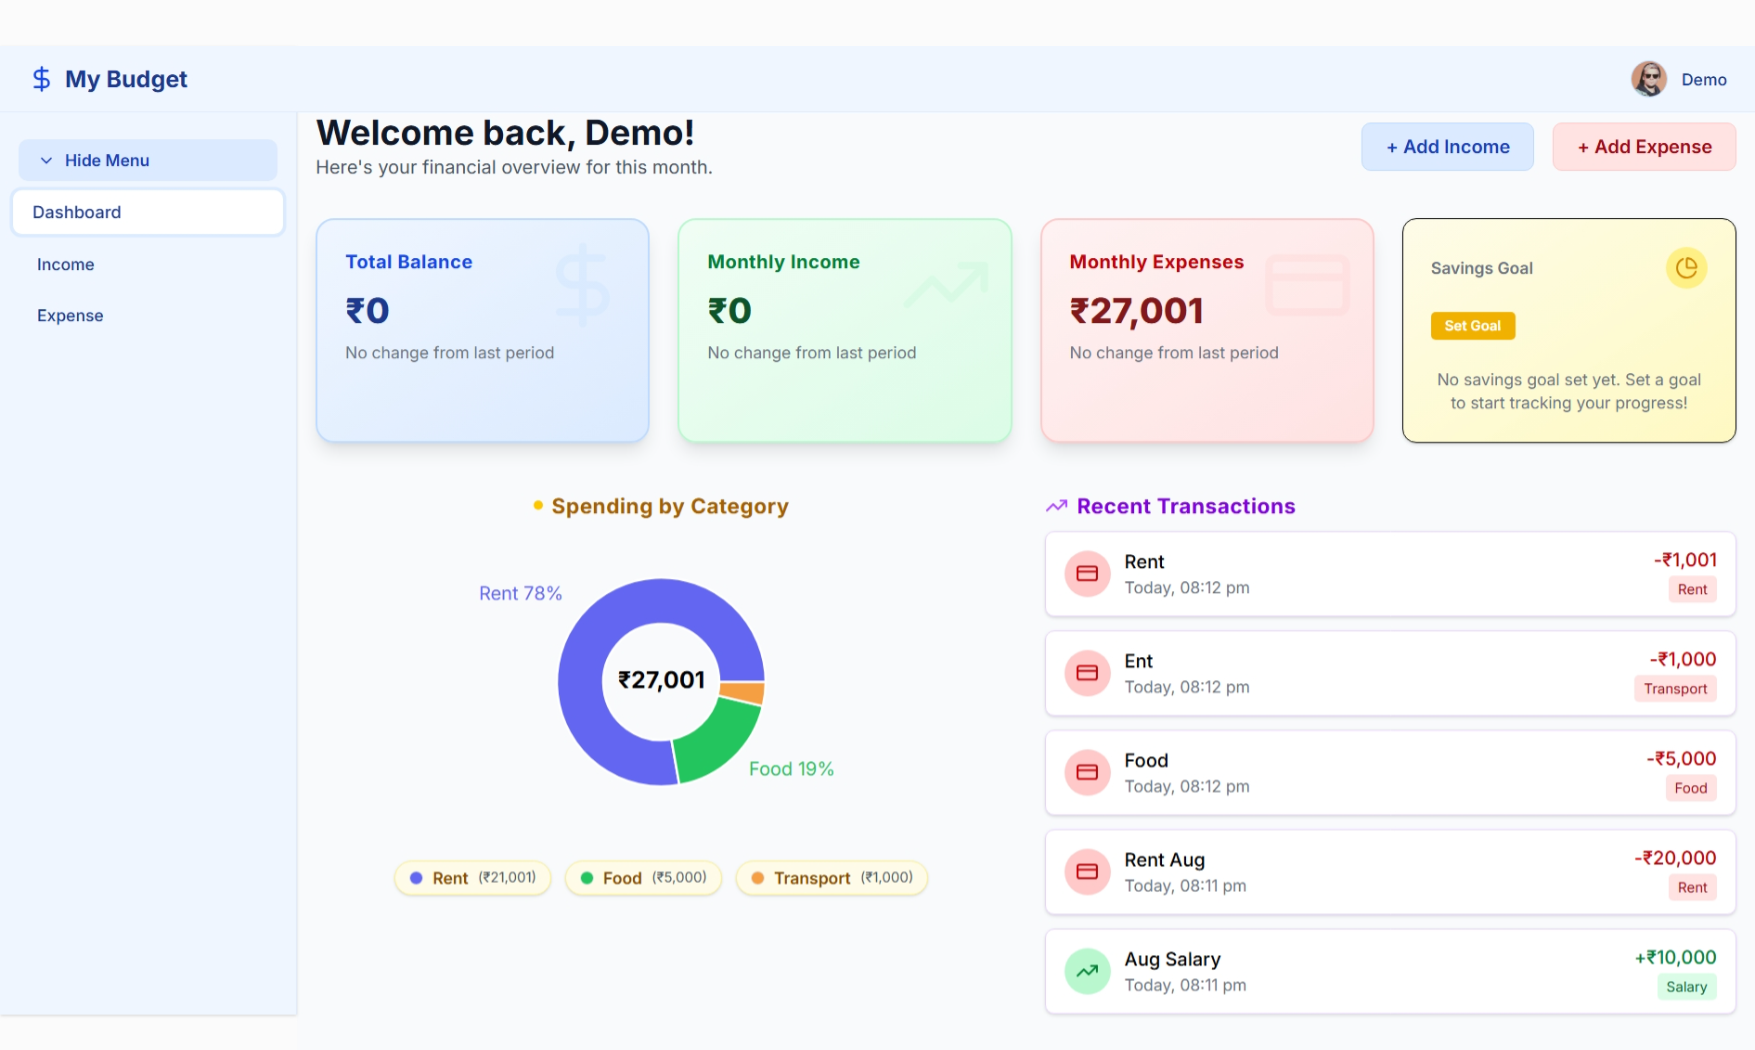 My Budget
Demo
Hide Menu
Dashboard
Income
Expense
Welcome back, Demo!
Here's your financial overview for this month.
+ Add Income
+ Add Expense
Total Balance
₹0
No change from last period
Monthly Income
₹0
No change from last period
Monthly Expenses
₹27,001
No change from last period
Savings Goal
Set Goal
No savings goal set yet. Set a goal
to start tracking your progress!
Spending by Category
Rent 78%
₹27,001
Food 19%
Rent (₹21,001)
Food (₹5,000)
Transport (₹1,000)
Recent Transactions
Rent
Today, 08:12 pm
-₹1,001
Rent
Ent
Today, 08:12 pm
-₹1,000
Transport
Food
Today, 08:12 pm
-₹5,000
Food
Rent Aug
Today, 08:11 pm
-₹20,000
Rent
Aug Salary
Today, 08:11 pm
+₹10,000
Salary